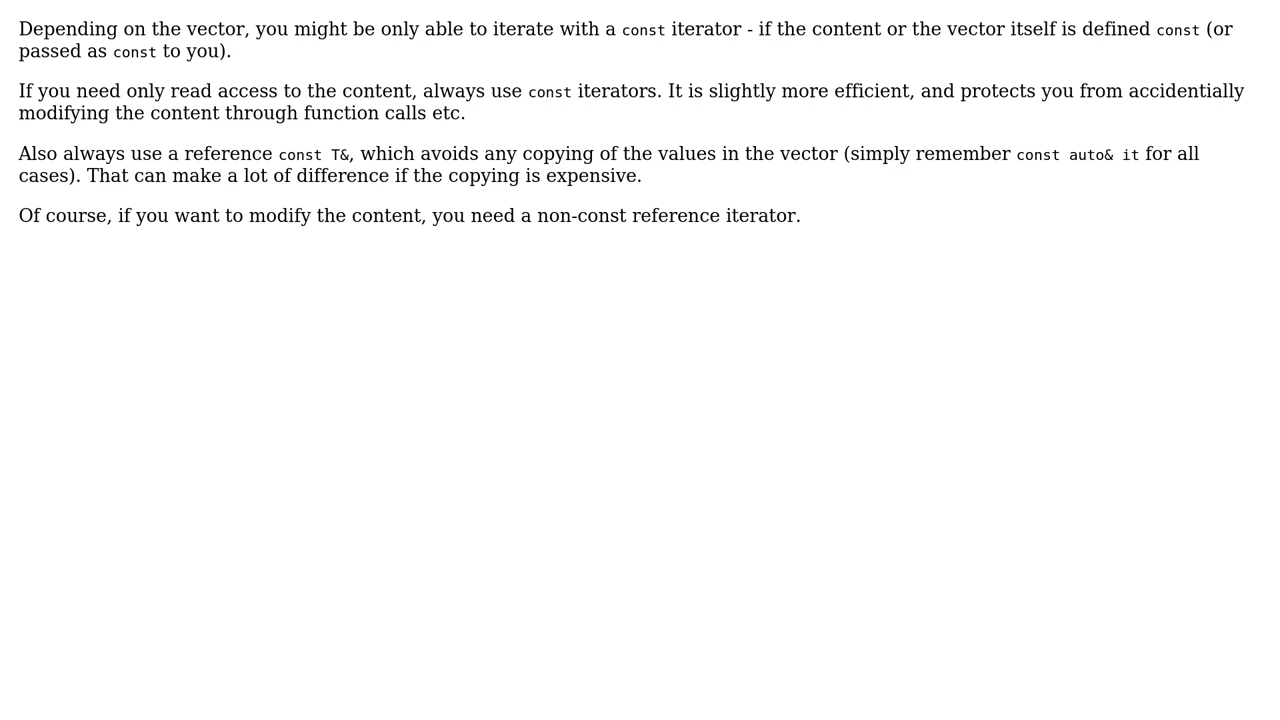 Depending on the vector, you might be only able to iterate with a const iterator - if the content or the vector itself is defined const (or
passed as const to you).
If you need only read access to the content, always use const iterators. It is slightly more efficient, and protects you from accidentially
modifying the content through function calls etc.
Also always use a reference const T&, which avoids any copying of the values in the vector (simply remember const auto& it for all
cases). That can make a lot of difference if the copying is expensive.
Of course, if you want to modify the content, you need a non-const reference iterator.